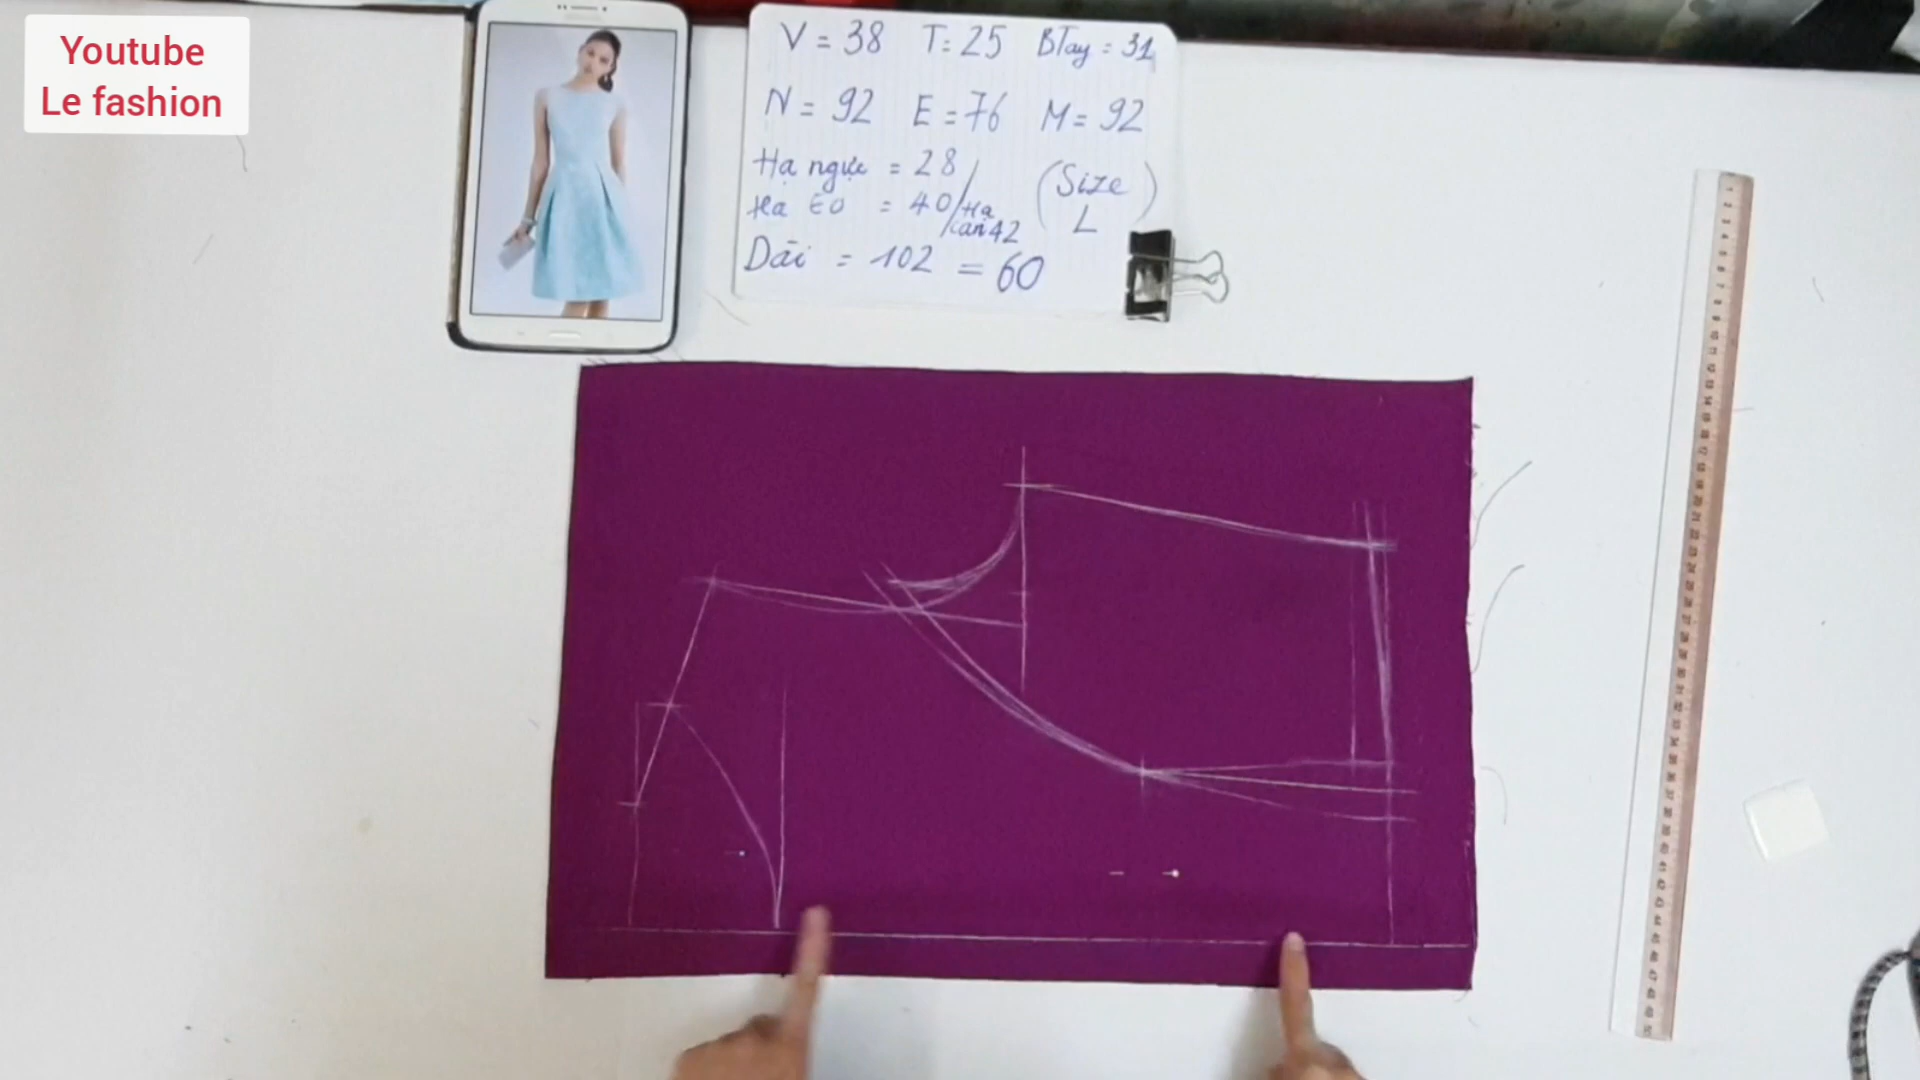 Youtube
Le fashion
V = 38 T = 25 BTay = 31
N = 92 E = 76 M = 92
Hạ ngực = 28
Hạ EO = 40 / Hạ can 42
(Size L)
Dài = 102 = 60